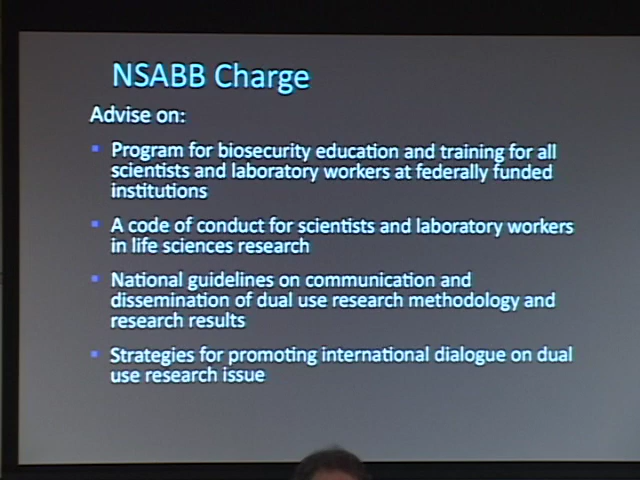 NSABB Charge
Advise on:
▪ Program for biosecurity education and training for all
scientists and laboratory workers at federally funded
institutions
▪ A code of conduct for scientists and laboratory workers
in life sciences research
▪ National guidelines on communication and
dissemination of dual use research methodology and
research results
▪ Strategies for promoting international dialogue on dual
use research issue